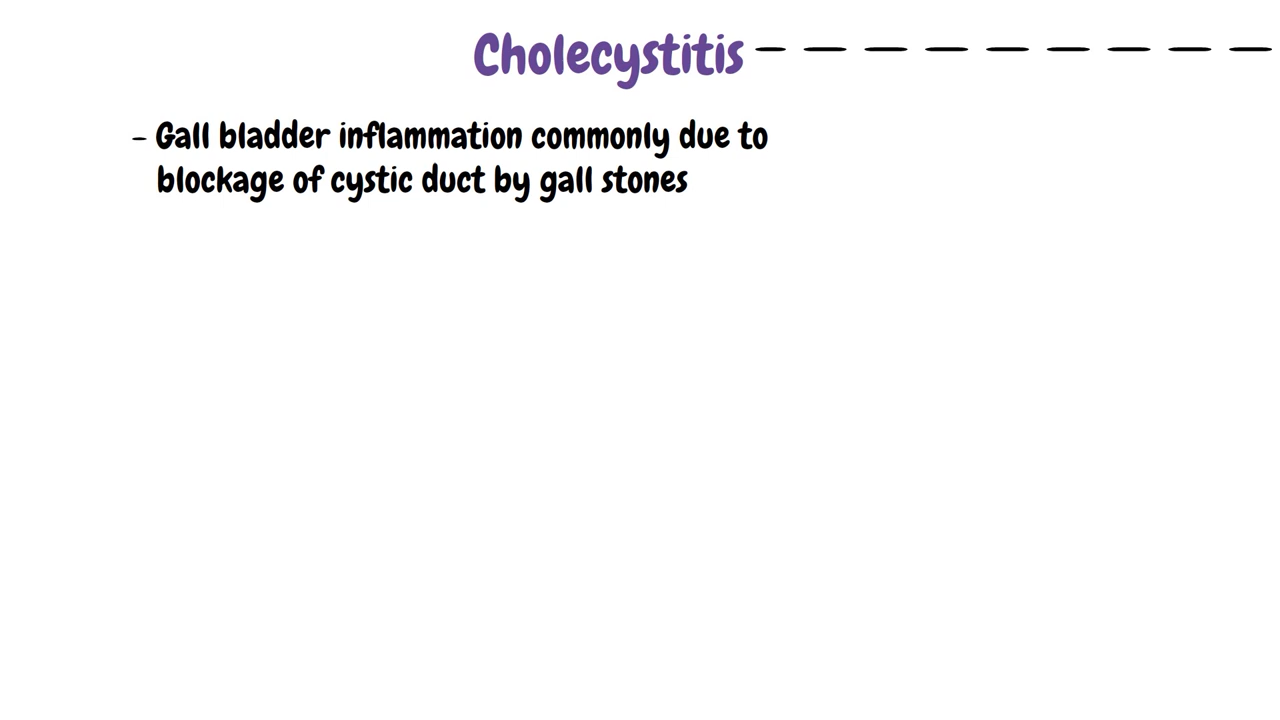 Cholecystitis
- Gall bladder inflammation commonly due to
blockage of cystic duct by gall stones